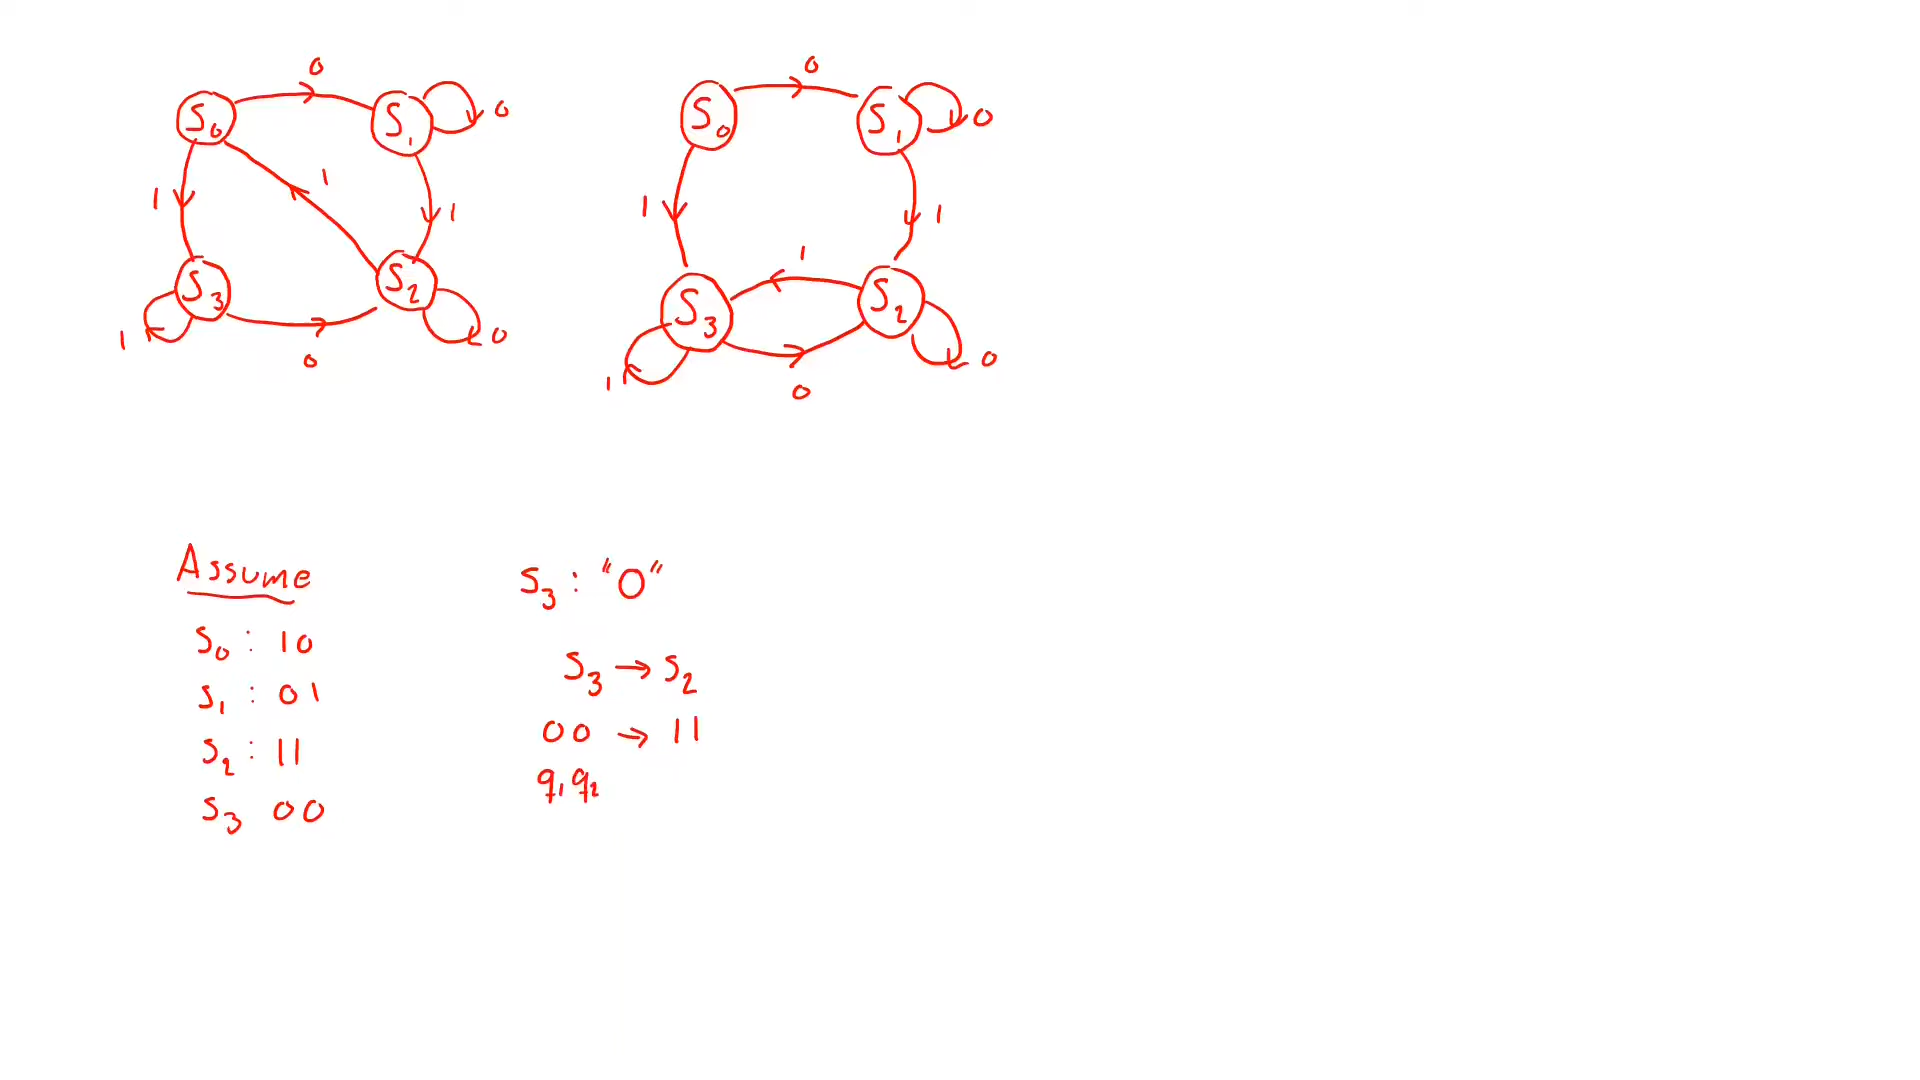 0
S0
S1
0
1
1
1
S3
S2
1
0
0
0
S0
S1
0
1
1
1
S3
S2
1
0
0
Assume
S0 : 10
S1 : 01
S2 : 11
S3 00
S3 : "0"
S3 → S2
00 → 11
q1 q2